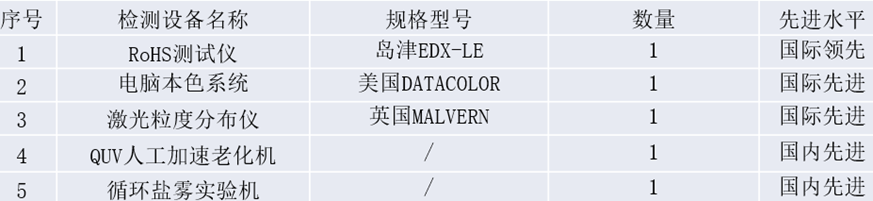 序号 检测设备名称 规格型号 数量 先进水平
1 RoHS测试仪 岛津EDX-LE 1 国际领先
2 电脑本色系统 美国DATACOLOR 1 国际先进
3 激光粒度分布仪 英国MALVERN 1 国际先进
4 QUV人工加速老化机 / 1 国内先进
5 循环盐雾实验机 / 1 国内先进